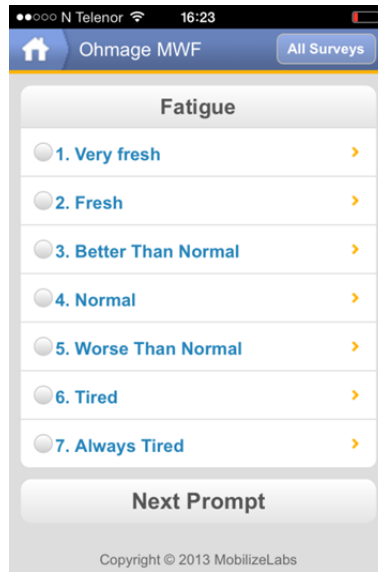 N Telenor 16:23
Ohmage MWF All Surveys
Fatigue
1. Very fresh
2. Fresh
3. Better Than Normal
4. Normal
5. Worse Than Normal
6. Tired
7. Always Tired
Next Prompt
Copyright © 2013 MobilizeLabs